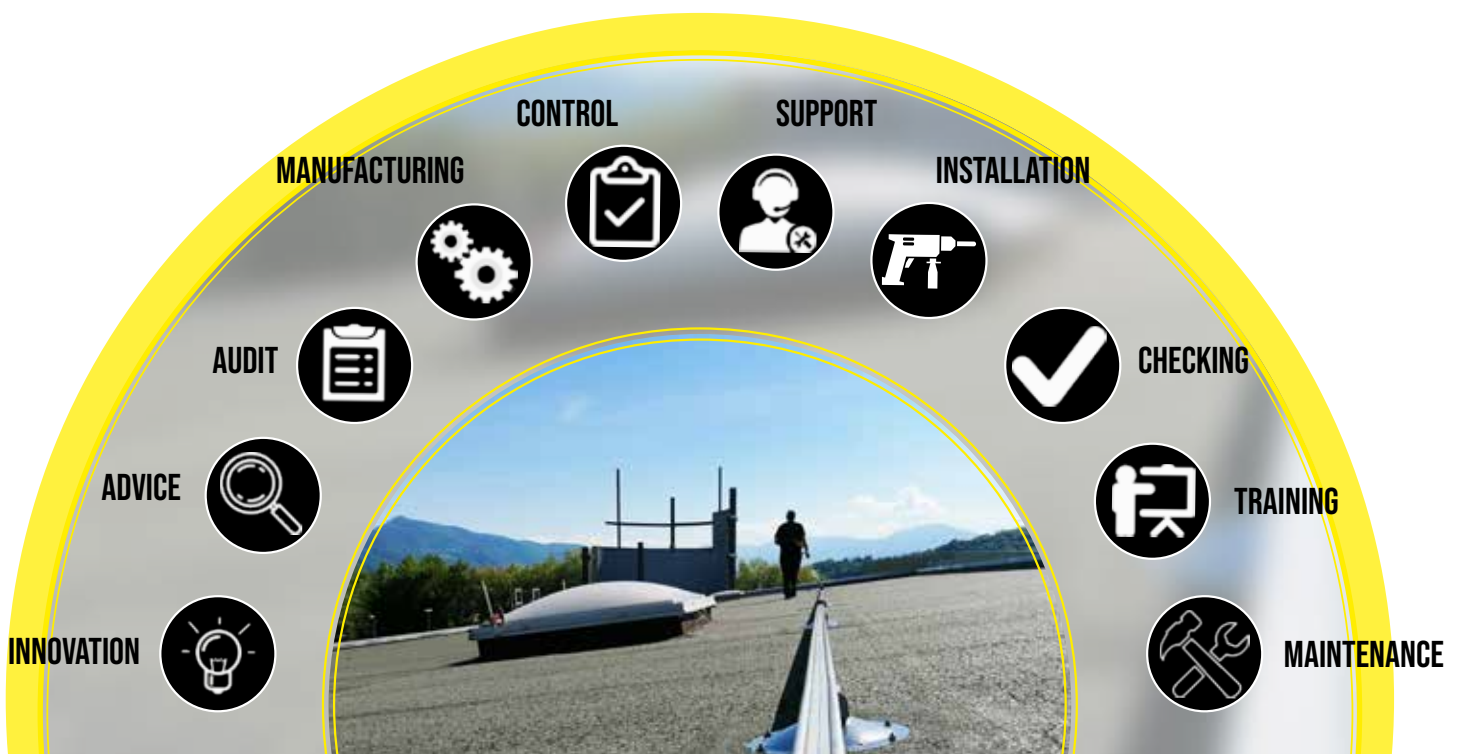 CONTROL
SUPPORT
MANUFACTURING
INSTALLATION
AUDIT
CHECKING
ADVICE
TRAINING
INNOVATION
MAINTENANCE